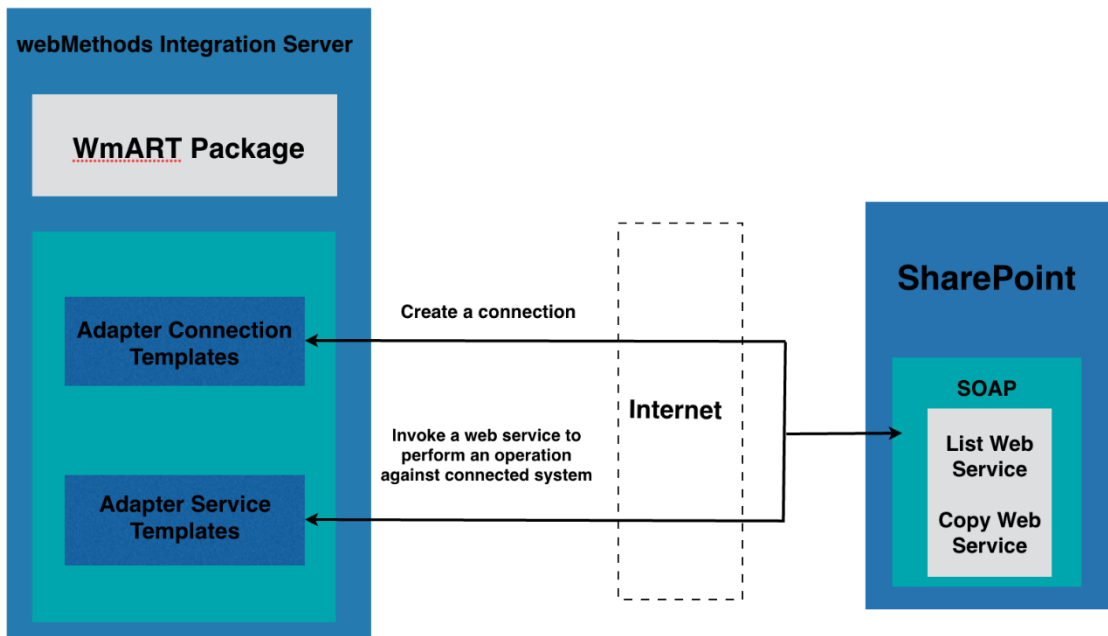 webMethods Integration Server
WmART Package
Adapter Connection
Templates
Adapter Service
Templates
Create a connection
Invoke a web service to
perform an operation
against connected system
Internet
SharePoint
SOAP
List Web
Service
Copy Web
Service